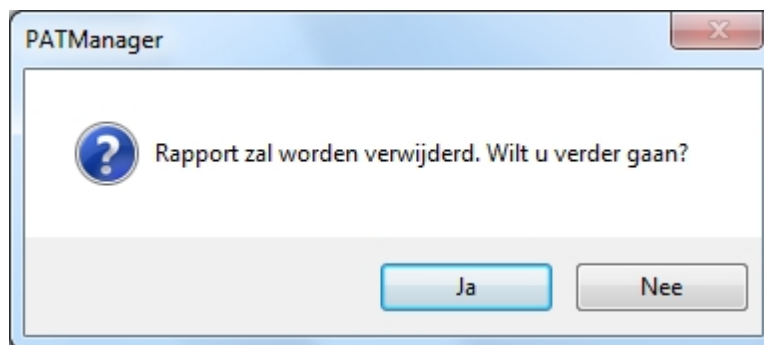 PATManager
Rapport zal worden verwijderd. Wilt u verder gaan?
Ja
Nee